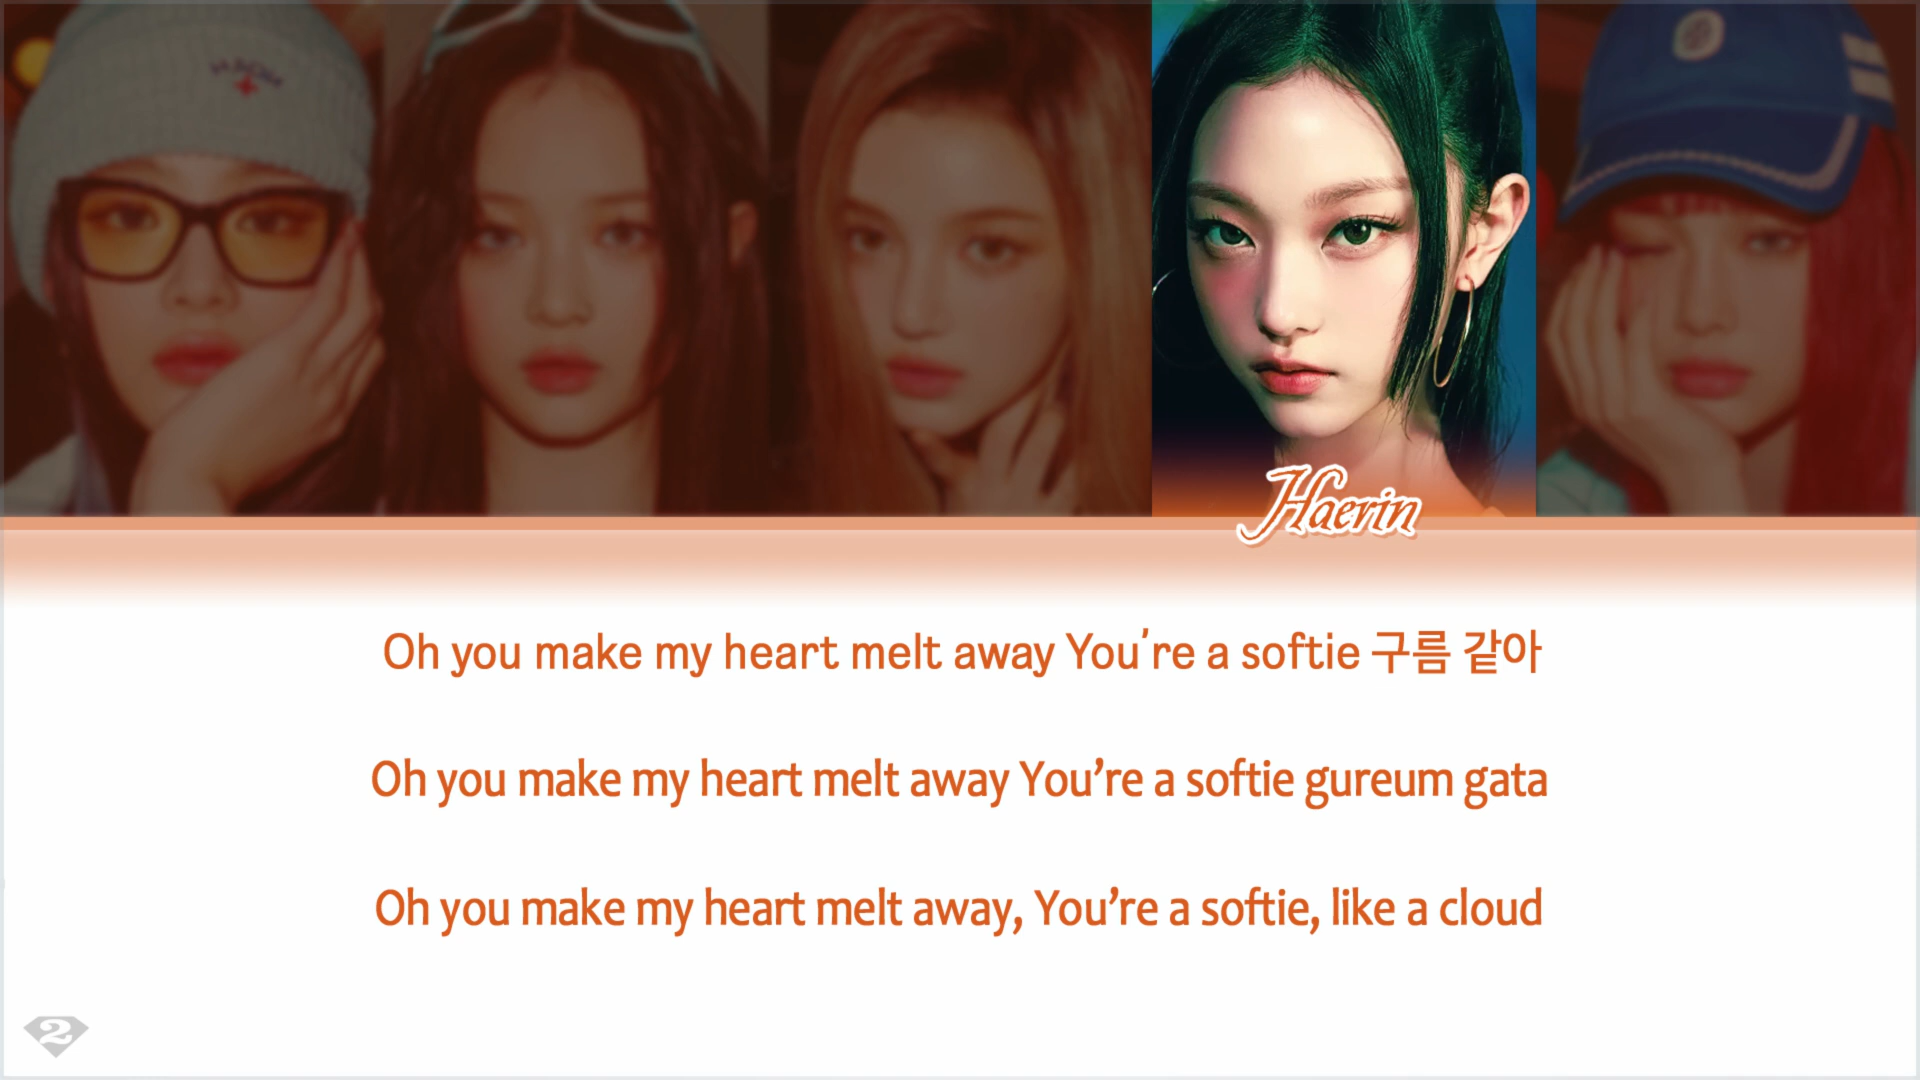 Haerin
Oh you make my heart melt away You're a softie 구름 같아
Oh you make my heart melt away You’re a softie gureum gata
Oh you make my heart melt away, You’re a softie, like a cloud
2